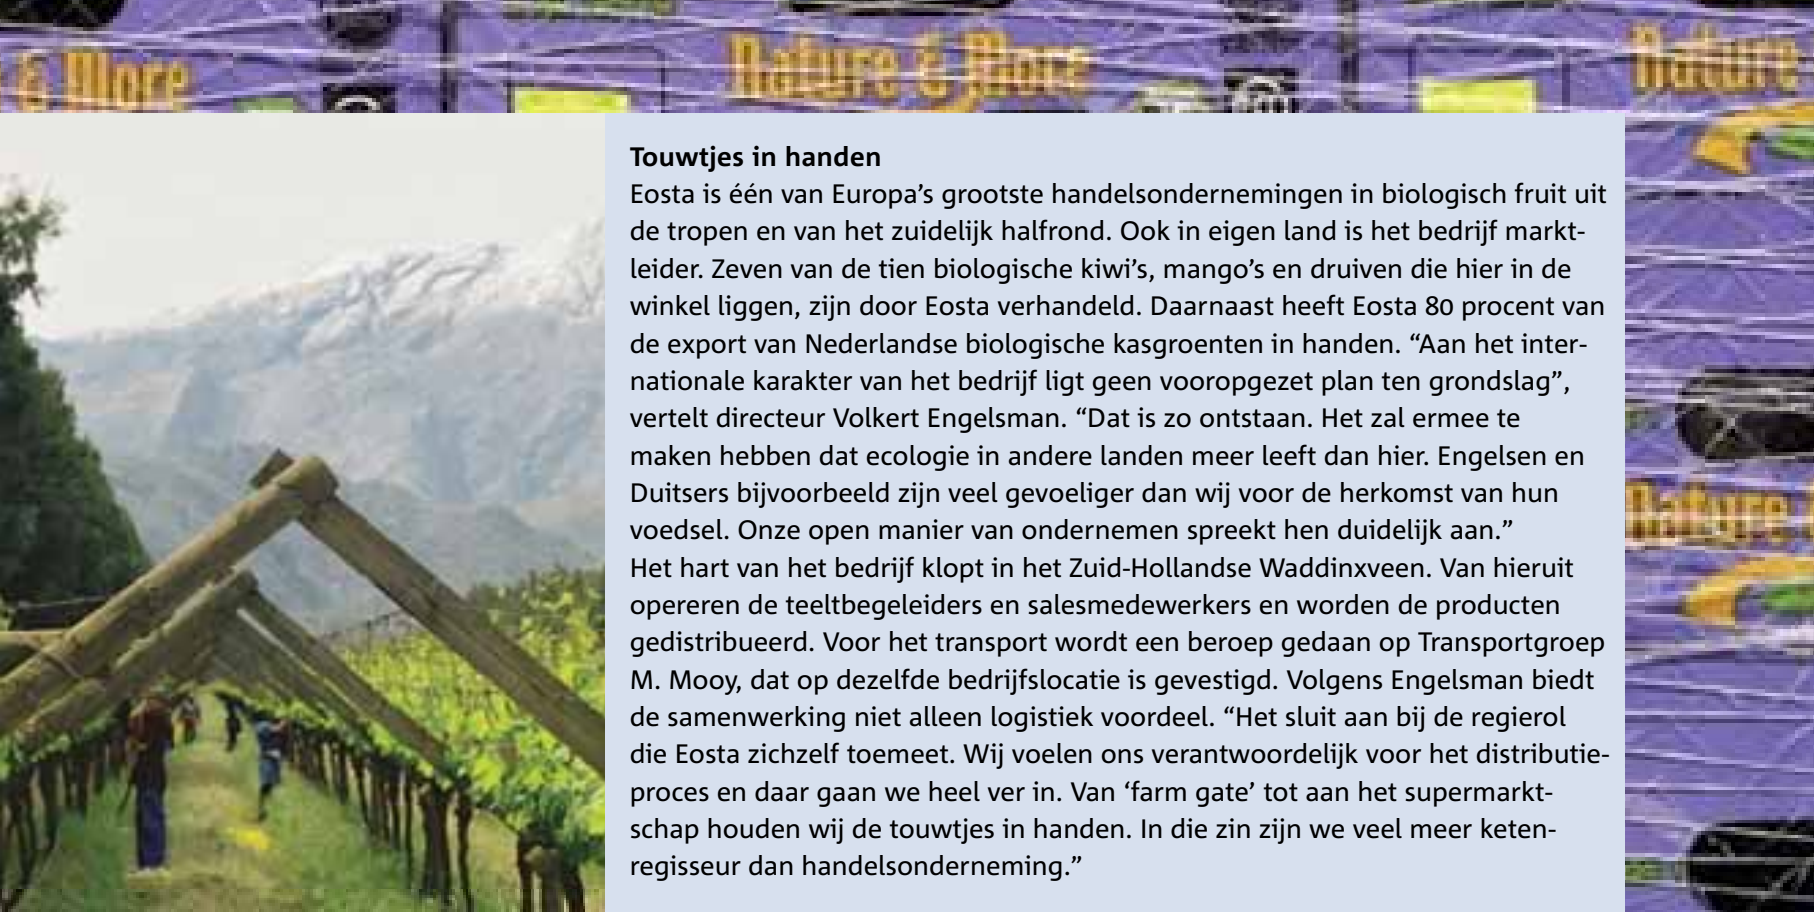 & More
Nature & More
Nature
Touwtjes in handen
Eosta is één van Europa's grootste handelsondernemingen in biologisch fruit uit
de tropen en van het zuidelijk halfrond. Ook in eigen land is het bedrijf markt-
leider. Zeven van de tien biologische kiwi's, mango's en druiven die hier in de
winkel liggen, zijn door Eosta verhandeld. Daarnaast heeft Eosta 80 procent van
de export van Nederlandse biologische kasgroenten in handen. “Aan het inter-
nationale karakter van het bedrijf ligt geen vooropgezet plan ten grondslag”,
vertelt directeur Volkert Engelsman. “Dat is zo ontstaan. Het zal ermee te
maken hebben dat ecologie in andere landen meer leeft dan hier. Engelsen en
Duitsers bijvoorbeeld zijn veel gevoeliger dan wij voor de herkomst van hun
voedsel. Onze open manier van ondernemen spreekt hen duidelijk aan.”
Het hart van het bedrijf klopt in het Zuid-Hollandse Waddinxveen. Van hieruit
opereren de teeltbegeleiders en salesmedewerkers en worden de producten
gedistribueerd. Voor het transport wordt een beroep gedaan op Transportgroep
M. Mooy, dat op dezelfde bedrijfslocatie is gevestigd. Volgens Engelsman biedt
de samenwerking niet alleen logistiek voordeel. “Het sluit aan bij de regierol
die Eosta zichzelf toemeet. Wij voelen ons verantwoordelijk voor het distributie-
proces en daar gaan we heel ver in. Van ‘farm gate’ tot aan het supermarkt-
schap houden wij de touwtjes in handen. In die zin zijn we veel meer keten-
regisseur dan handelsonderneming.”
Nature